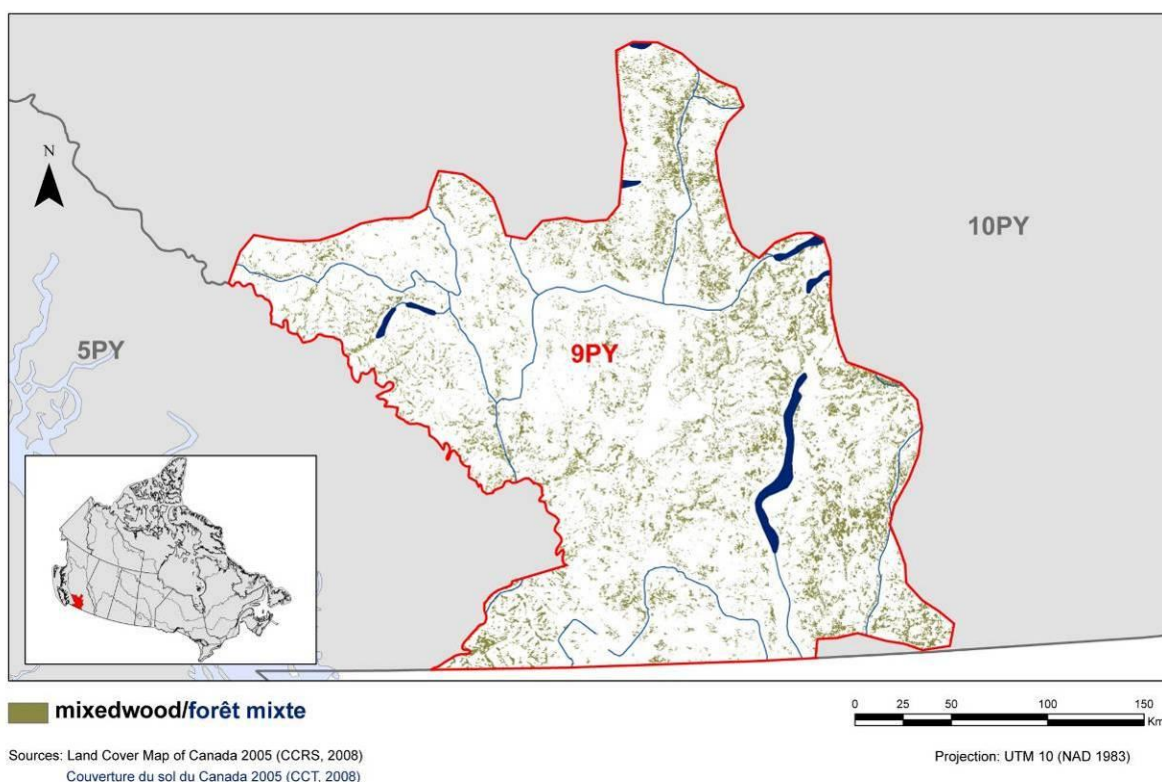 N
10PY
5PY
9PY
mixedwood/forêt mixte
0 25 50 100 150
Km
Sources: Land Cover Map of Canada 2005 (CCRS, 2008)
Projection: UTM 10 (NAD 1983)
Couverture du sol du Canada 2005 (CCT, 2008)